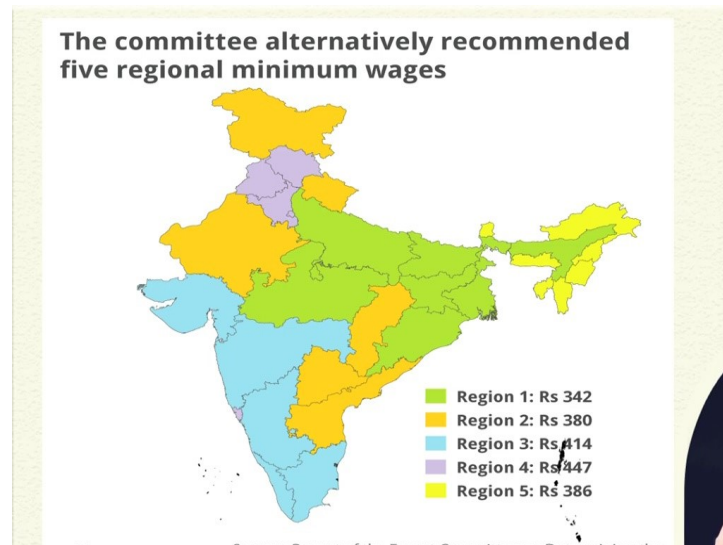 The committee alternatively recommended
five regional minimum wages
Region 1: Rs 342
Region 2: Rs 380
Region 3: Rs 414
Region 4: Rs 447
Region 5: Rs 386